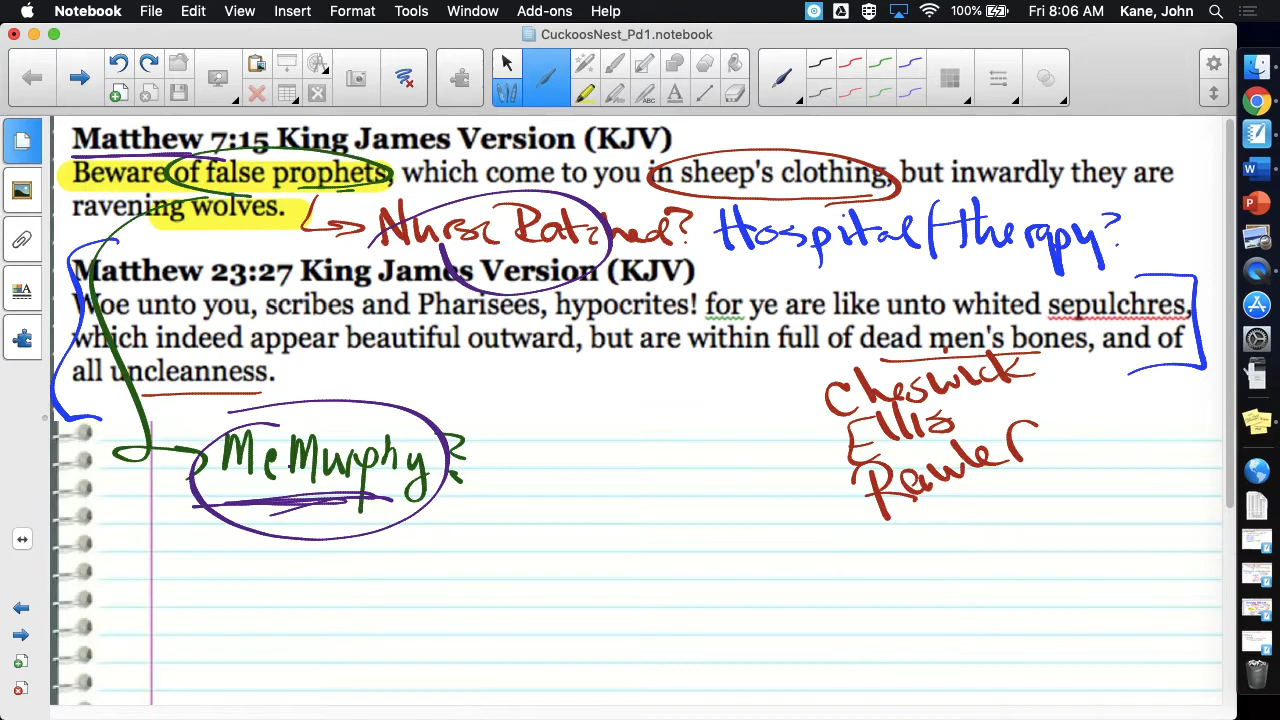 Notebook File Edit View Insert Format Tools Window Add-ons Help 100% Fri 8:06 AM Kane, John
CuckoosNest_Pd1.notebook
Matthew 7:15 King James Version (KJV)
Beware of false prophets, which come to you in sheep's clothing, but inwardly they are
ravening wolves.
Nurse Ratched? Hospital/therapy?
Matthew 23:27 King James Version (KJV)
Woe unto you, scribes and Pharisees, hypocrites! for ye are like unto whited sepulchres,
which indeed appear beautiful outward, but are within full of dead men's bones, and of
all uncleanness.
Cheswick
Ellis
Rawler
McMurphy?